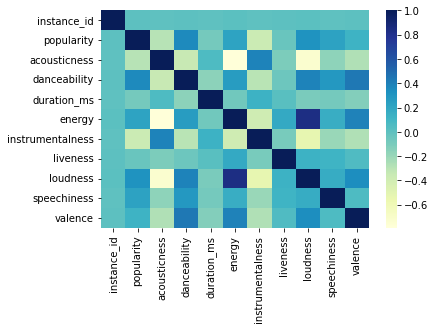 instance_id
popularity
acousticness
danceability
duration_ms
energy
instrumentalness
liveness
loudness
speechiness
valence
instance_id
popularity
acousticness
danceability
duration_ms
energy
instrumentalness
liveness
loudness
speechiness
valence
1.0
0.8
0.6
0.4
0.2
0.0
−0.2
−0.4
−0.6